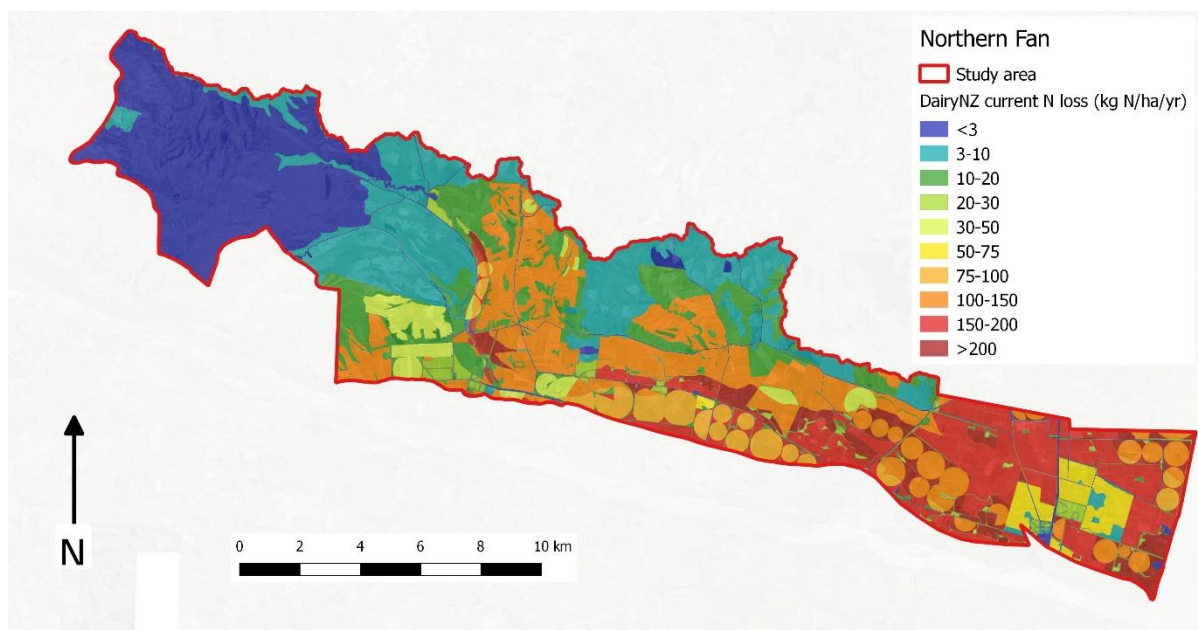 Northern Fan
Study area
DairyNZ current N loss (kg N/ha/yr)
<3
3-10
10-20
20-30
30-50
50-75
75-100
100-150
150-200
>200
N
0 2 4 6 8 10 km